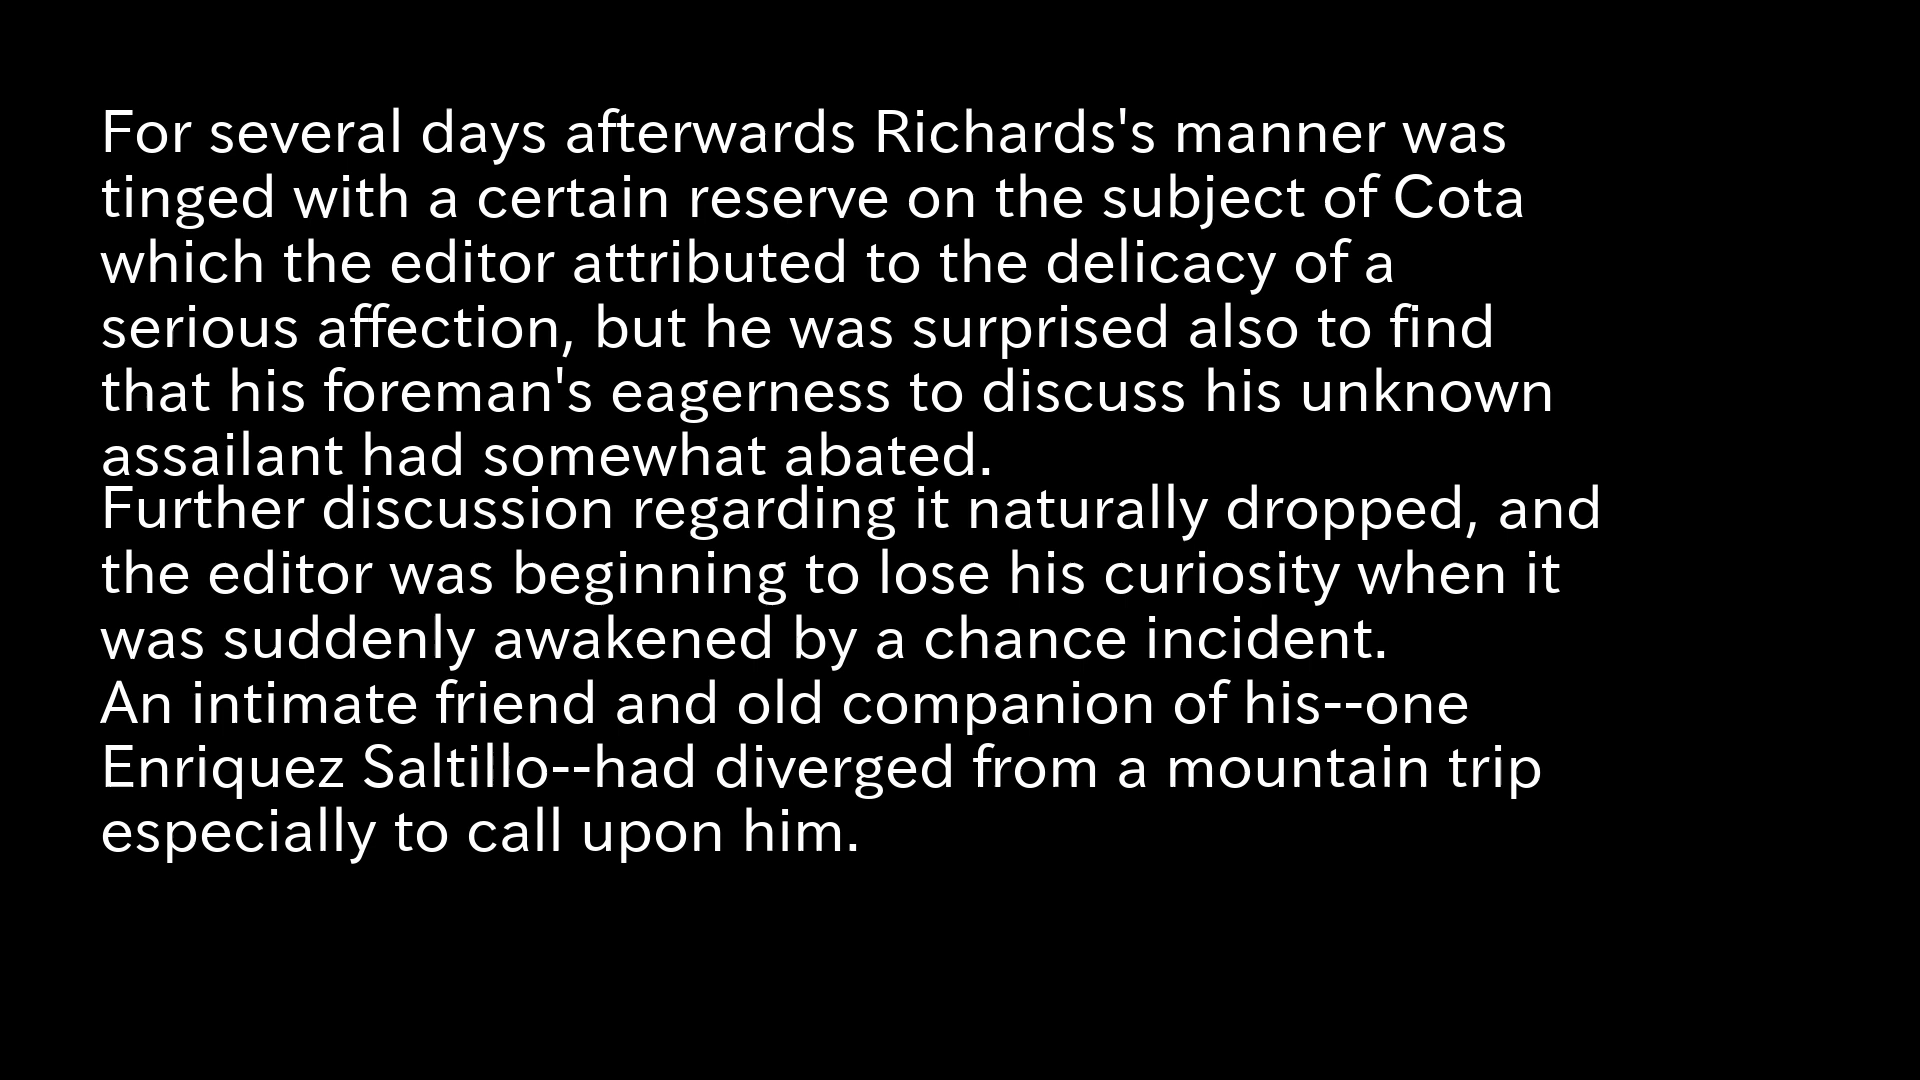 For several days afterwards Richards's manner was
tinged with a certain reserve on the subject of Cota
which the editor attributed to the delicacy of a
serious affection, but he was surprised also to find
that his foreman's eagerness to discuss his unknown
assailant had somewhat abated.
Further discussion regarding it naturally dropped, and
the editor was beginning to lose his curiosity when it
was suddenly awakened by a chance incident.
An intimate friend and old companion of his--one
Enriquez Saltillo--had diverged from a mountain trip
especially to call upon him.